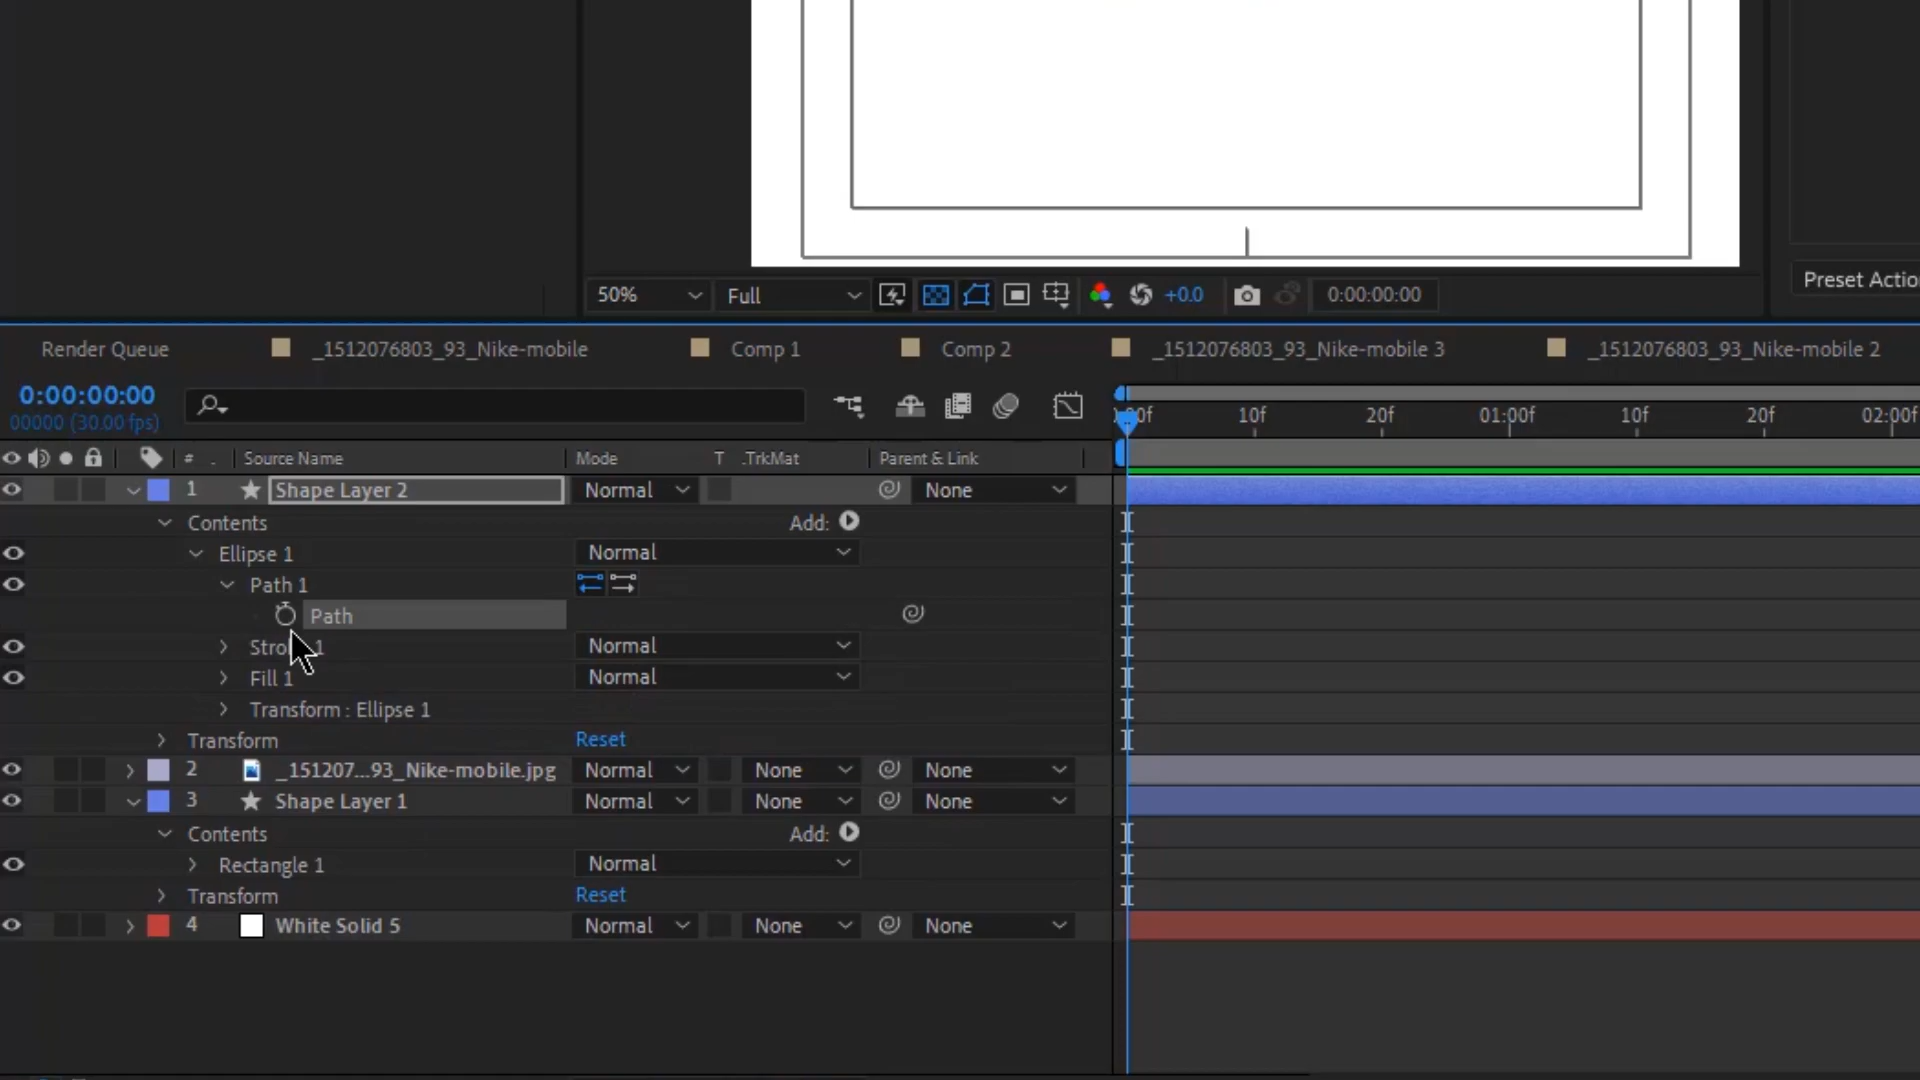 Preset Actio
50% Full +0.0 0:00:00:00
Render Queue _1512076803_93_Nike-mobile Comp 1 Comp 2 _1512076803_93_Nike-mobile 3 _1512076803_93_Nike-mobile 2
0:00:00:00
00000 (30.00 fps)
00f 10f 20f 01:00f 10f 20f 02:00f
# . Source Name Mode T .TrkMat Parent & Link
1 Shape Layer 2 Normal None
Contents Add:
Ellipse 1 Normal
Path 1
Path
Stro 1 Normal
Fill 1 Normal
Transform : Ellipse 1
Transform Reset
2 _151207...93_Nike-mobile.jpg Normal None None
3 Shape Layer 1 Normal None None
Contents Add:
Rectangle 1 Normal
Transform Reset
4 White Solid 5 Normal None None